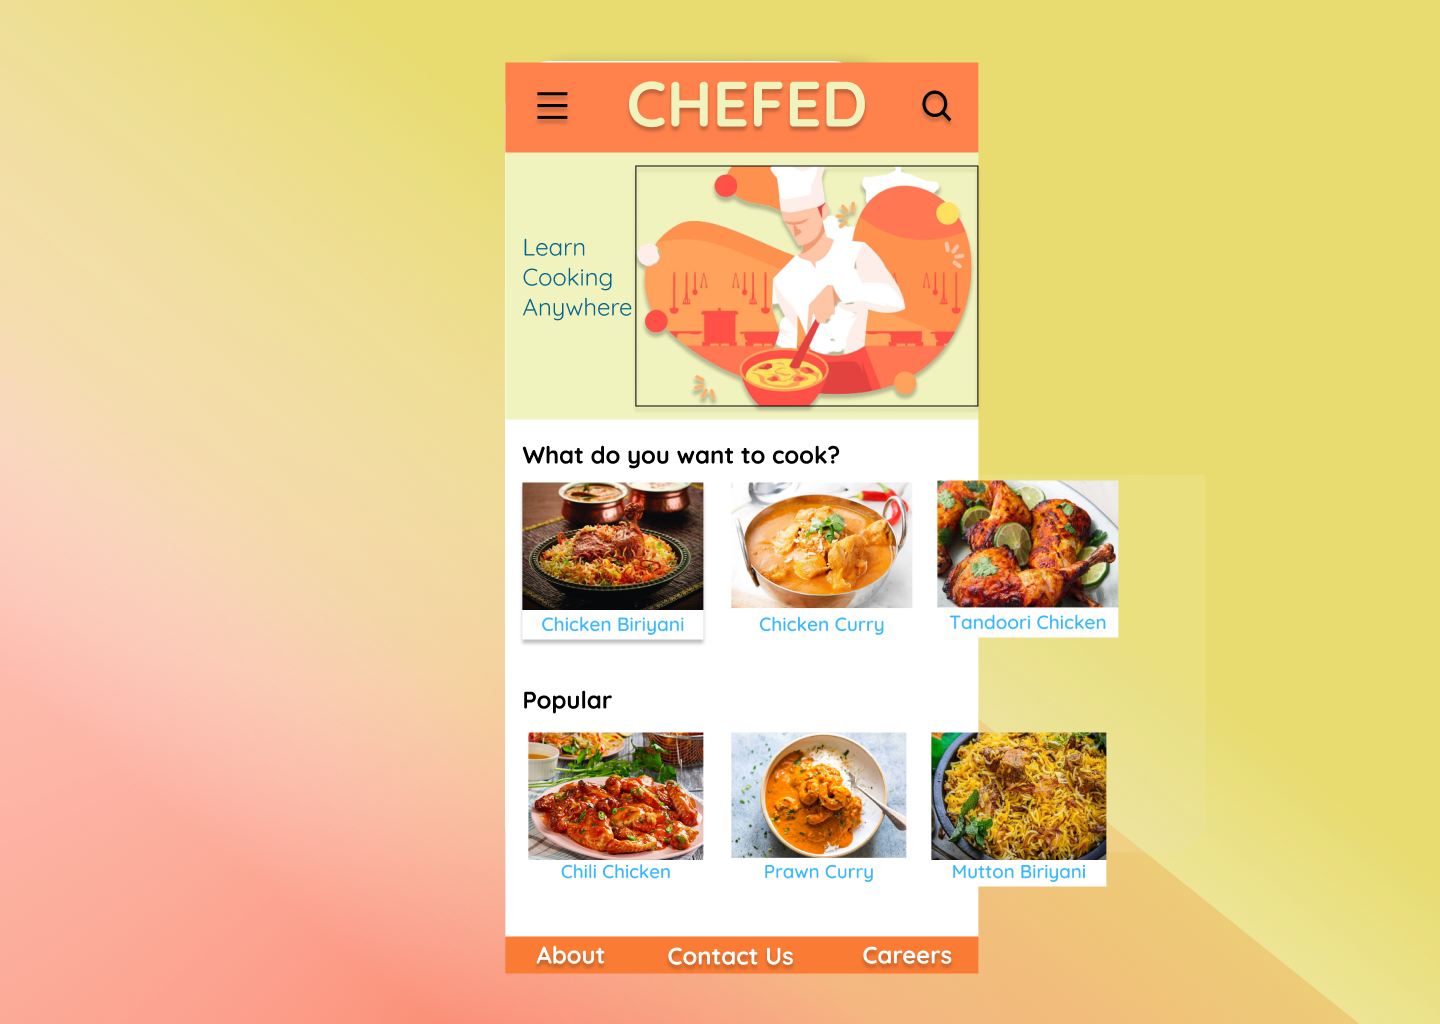 CHEFED
Learn
Cooking
Anywhere
What do you want to cook?
Chicken Biriyani
Chicken Curry
Tandoori Chicken
Popular
Chili Chicken
Prawn Curry
Mutton Biriyani
About
Contact Us
Careers